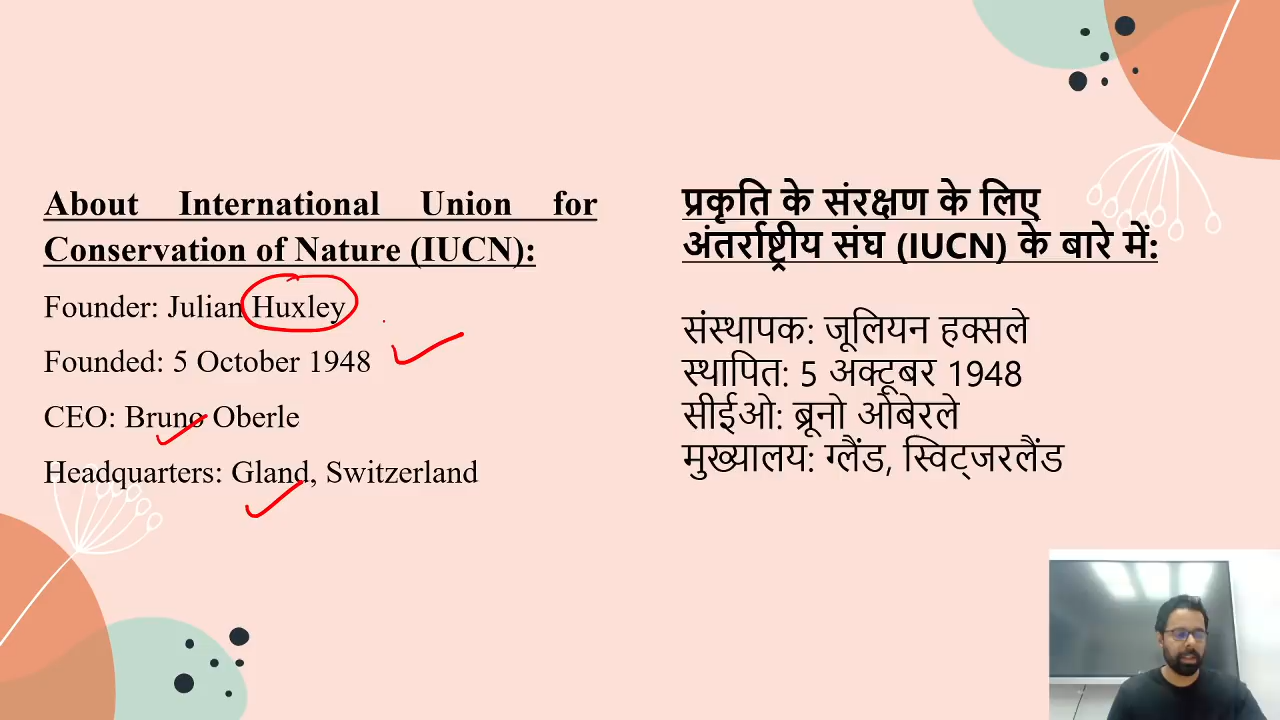 About International Union for
Conservation of Nature (IUCN):
Founder: Julian Huxley
Founded: 5 October 1948
CEO: Bruno Oberle
Headquarters: Gland, Switzerland
प्रकृति के संरक्षण के लिए
अंतर्राष्ट्रीय संघ (IUCN) के बारे में:
संस्थापक: जूलियन हक्सले
स्थापित: 5 अक्टूबर 1948
सीईओ: ब्रूनो ओबेरले
मुख्यालय: ग्लैंड, स्विट्जरलैंड